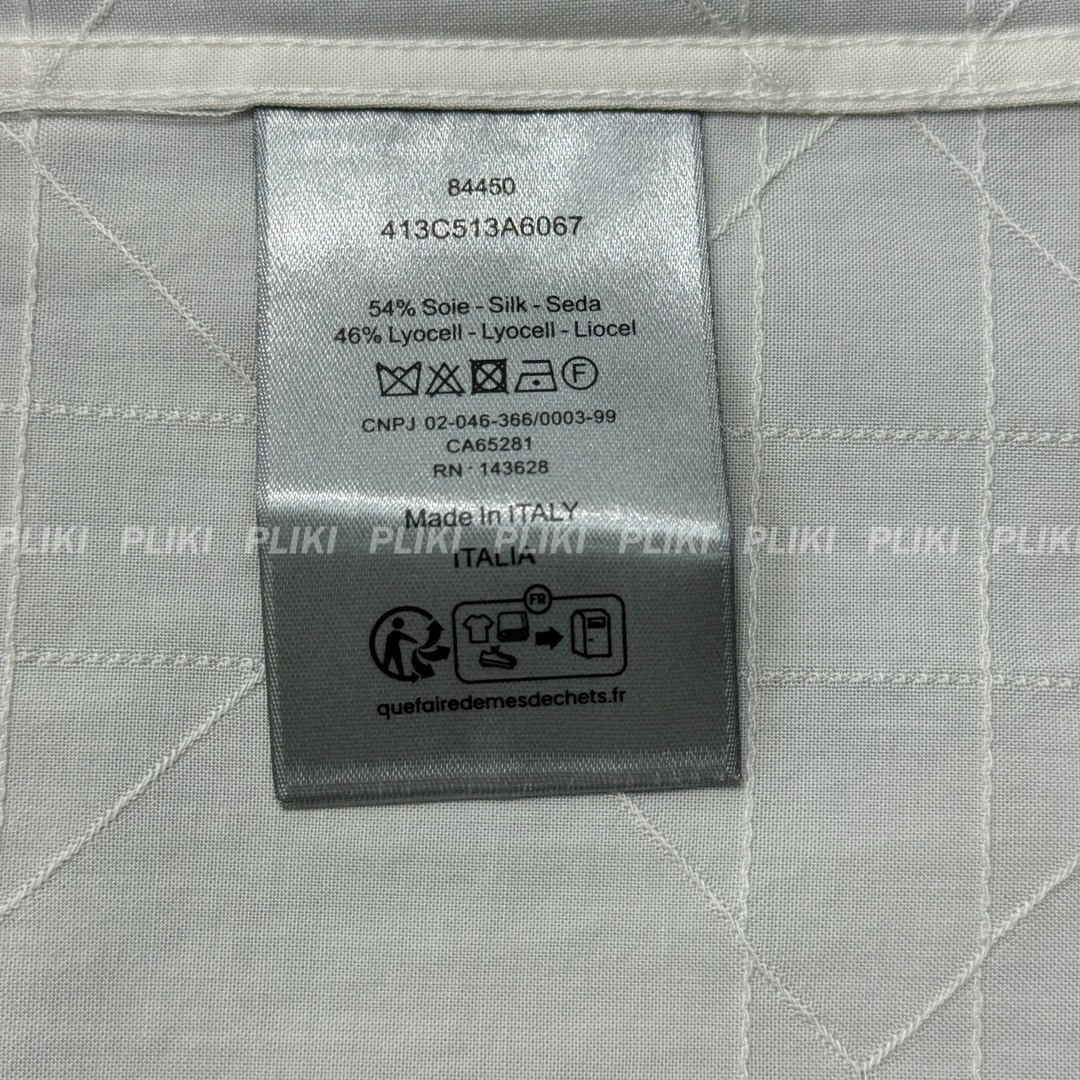 84450
413C513A6067
54% Soie - Silk - Seda
46% Lyocell - Lyocell - Liocel
F
CNPJ 02-046-366/0003-99
CA65281
RN · 143628
Made In ITALY
PLIKI PLIKI PLIKI PLIKI PLIKI PLIKI PLIKI PLIKI PLIKI
ITALIA
FR
quefairedemesdechets.fr